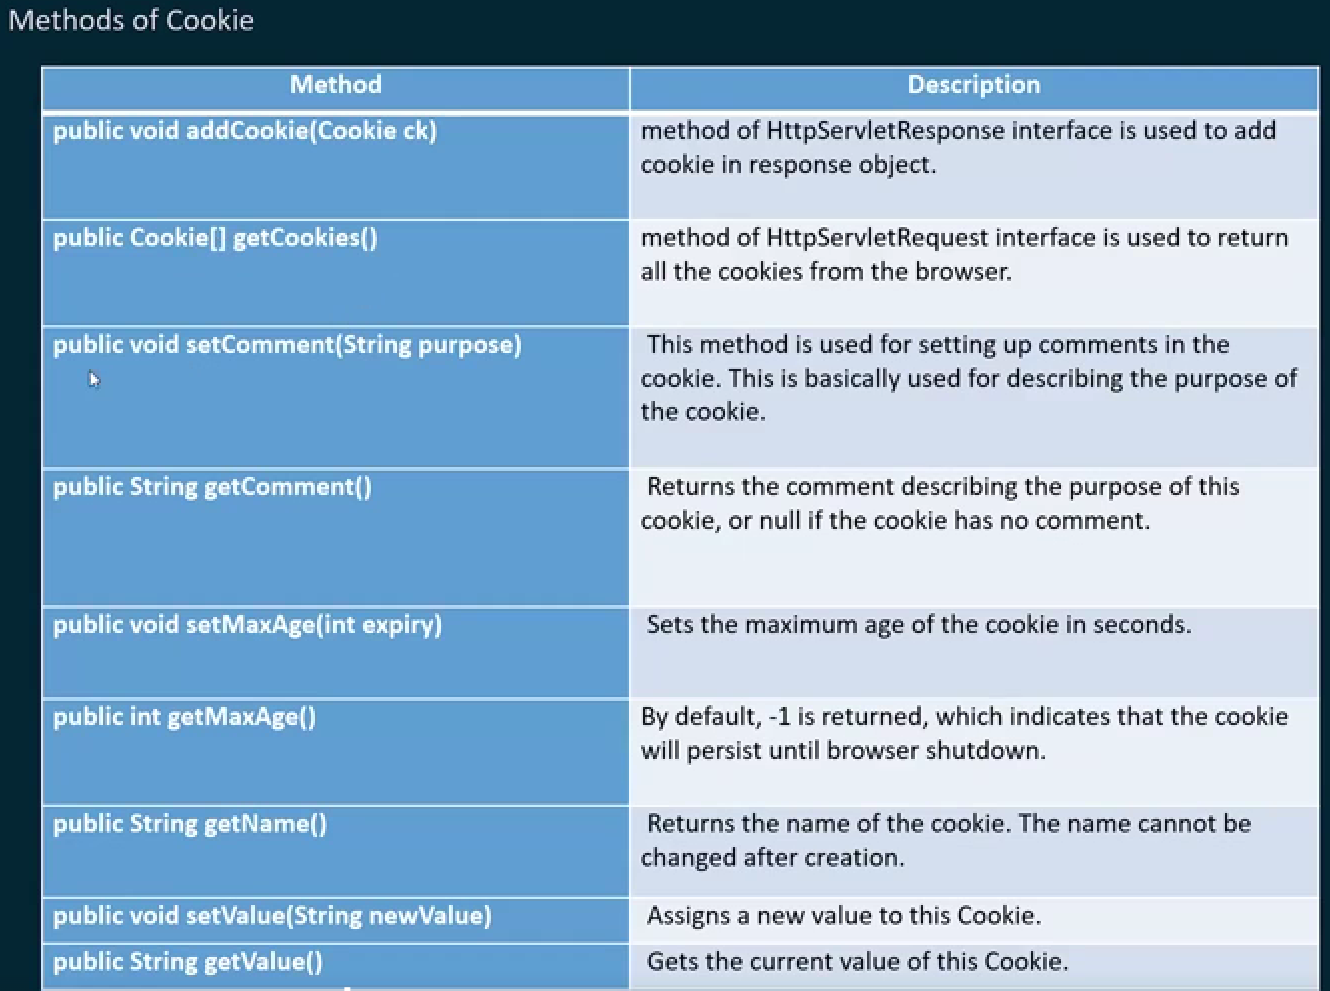 Methods of Cookie
Method
Description
public void addCookie(Cookie ck)
method of HttpServletResponse interface is used to add
cookie in response object.
public Cookie[] getCookies()
method of HttpServletRequest interface is used to return
all the cookies from the browser.
public void setComment(String purpose)
This method is used for setting up comments in the
cookie. This is basically used for describing the purpose of
the cookie.
public String getComment()
Returns the comment describing the purpose of this
cookie, or null if the cookie has no comment.
public void setMaxAge(int expiry)
Sets the maximum age of the cookie in seconds.
public int getMaxAge()
By default, -1 is returned, which indicates that the cookie
will persist until browser shutdown.
public String getName()
Returns the name of the cookie. The name cannot be
changed after creation.
public void setValue(String newValue)
Assigns a new value to this Cookie.
public String getValue()
Gets the current value of this Cookie.